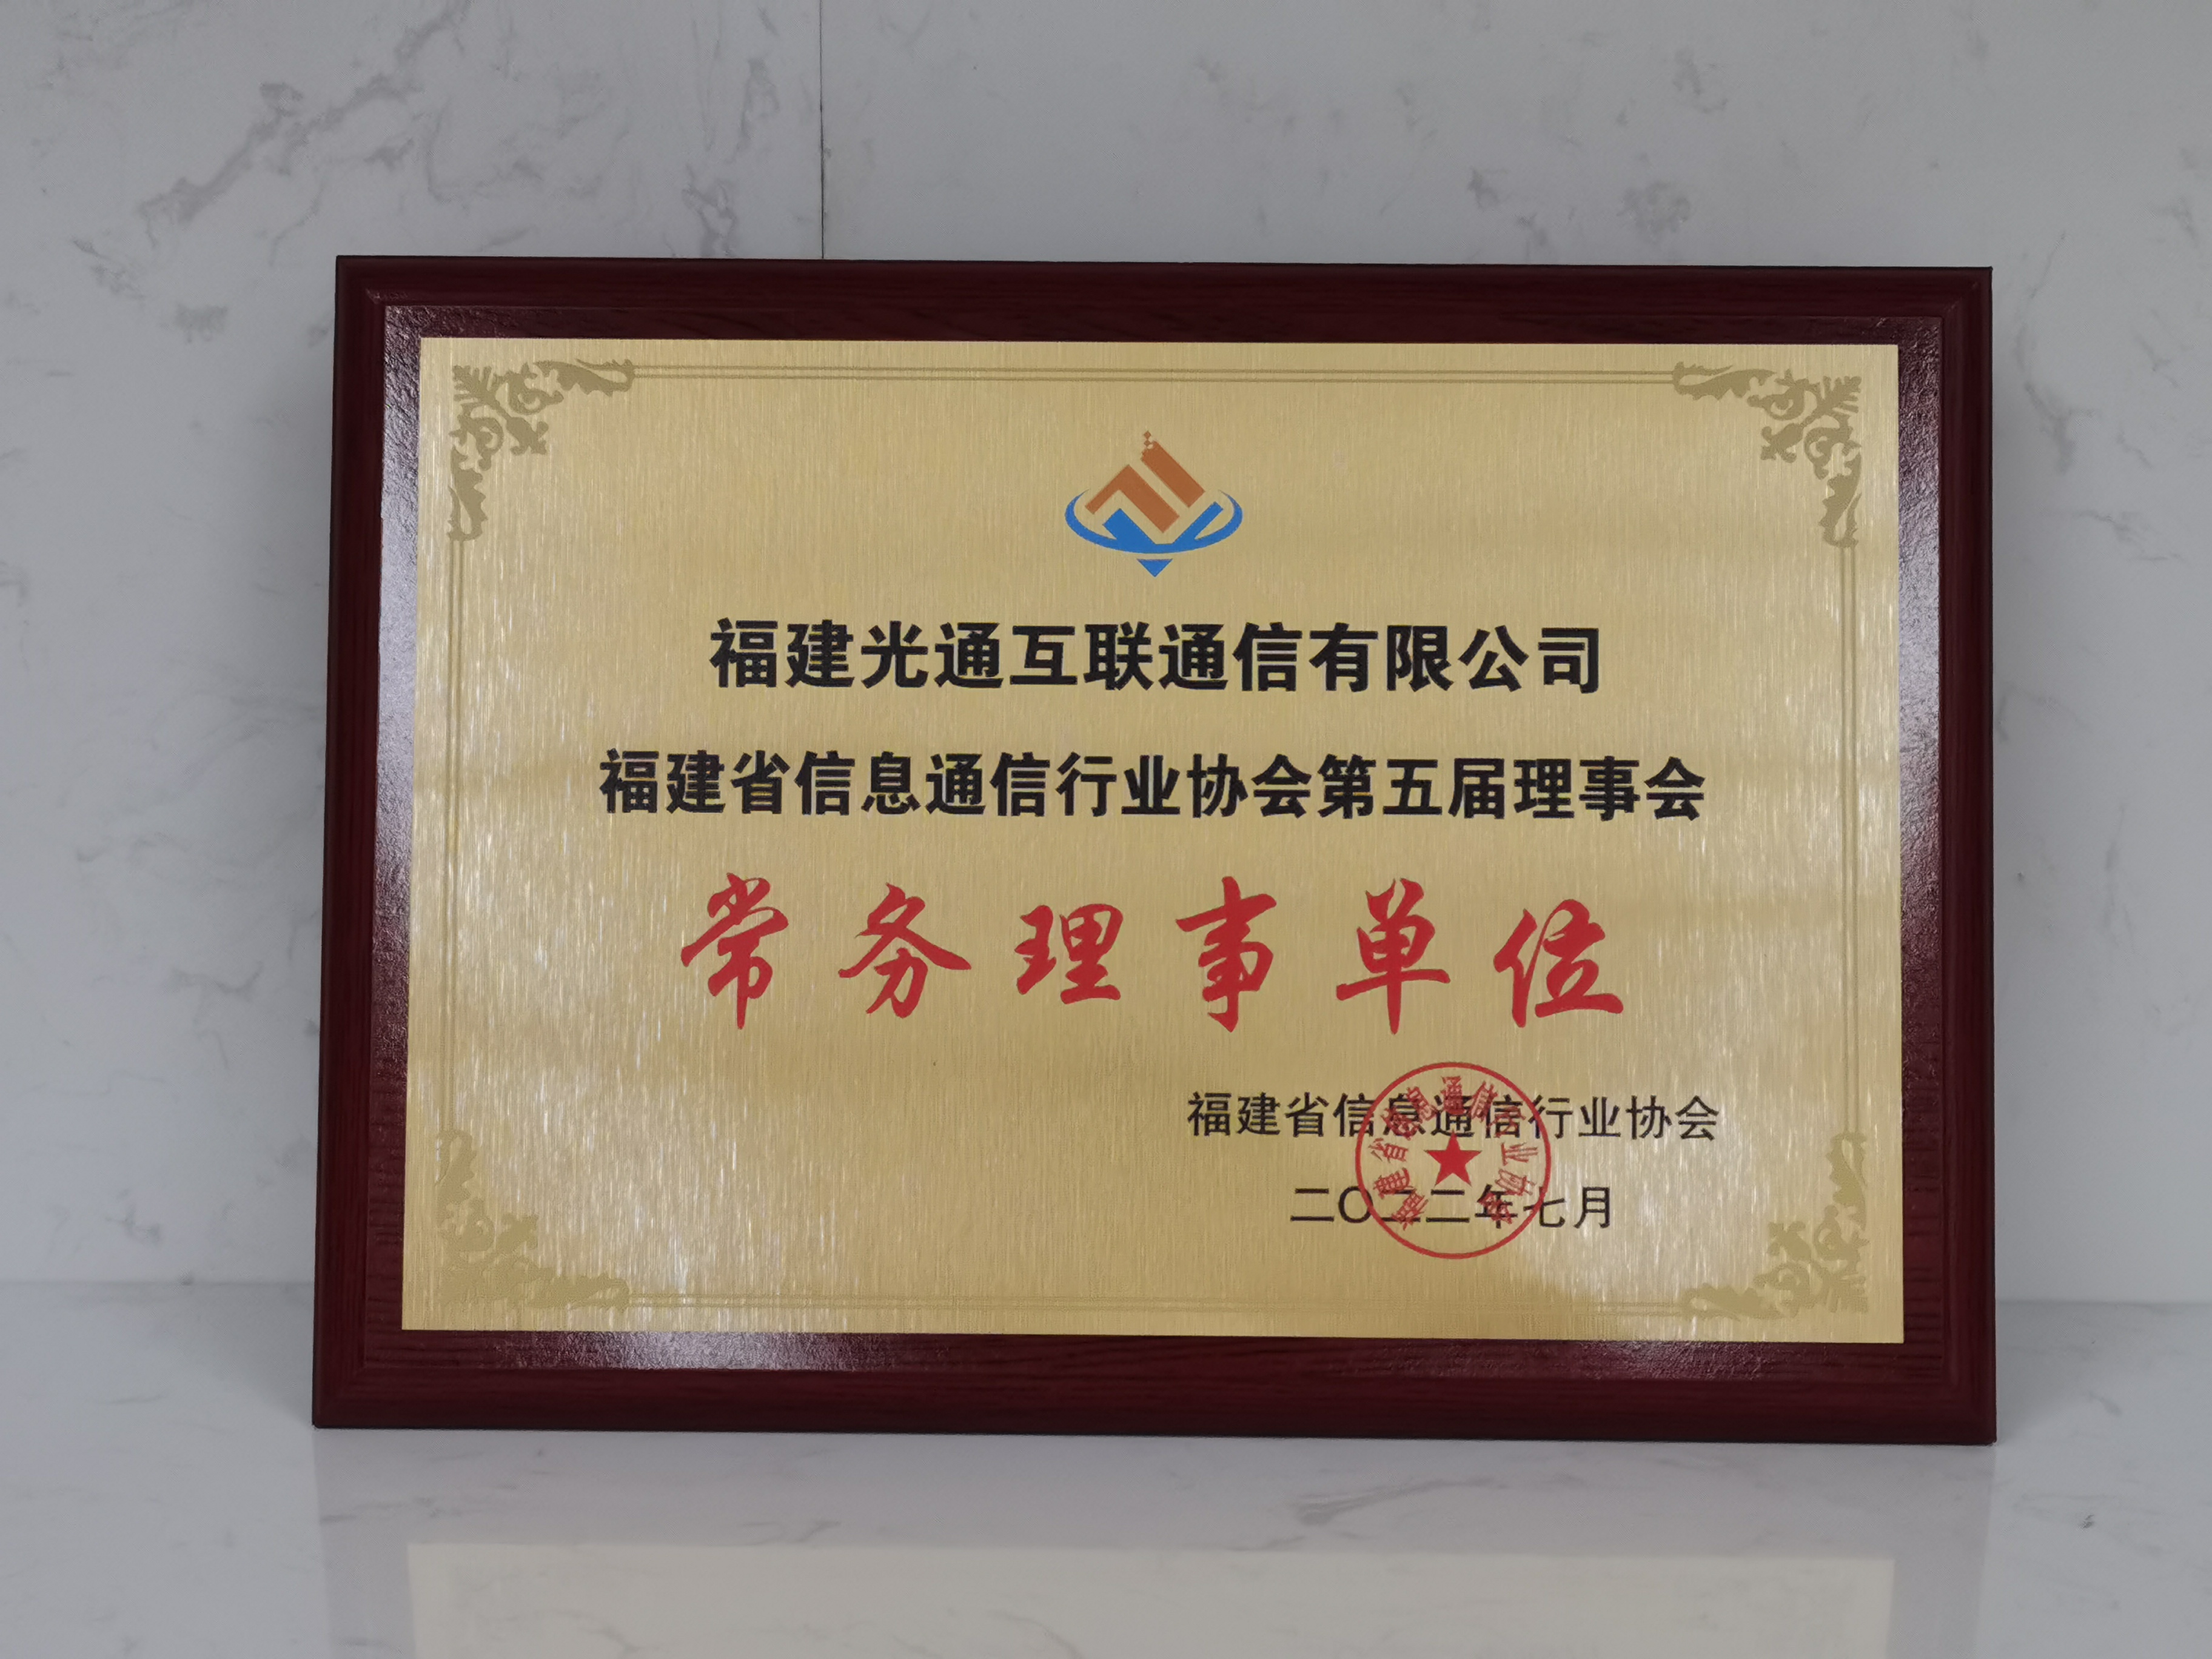 福建光通互联通信有限公司
福建省信息通信行业协会第五届理事会
常务理事单位
福建省信息通信行业协会
二〇二二年七月